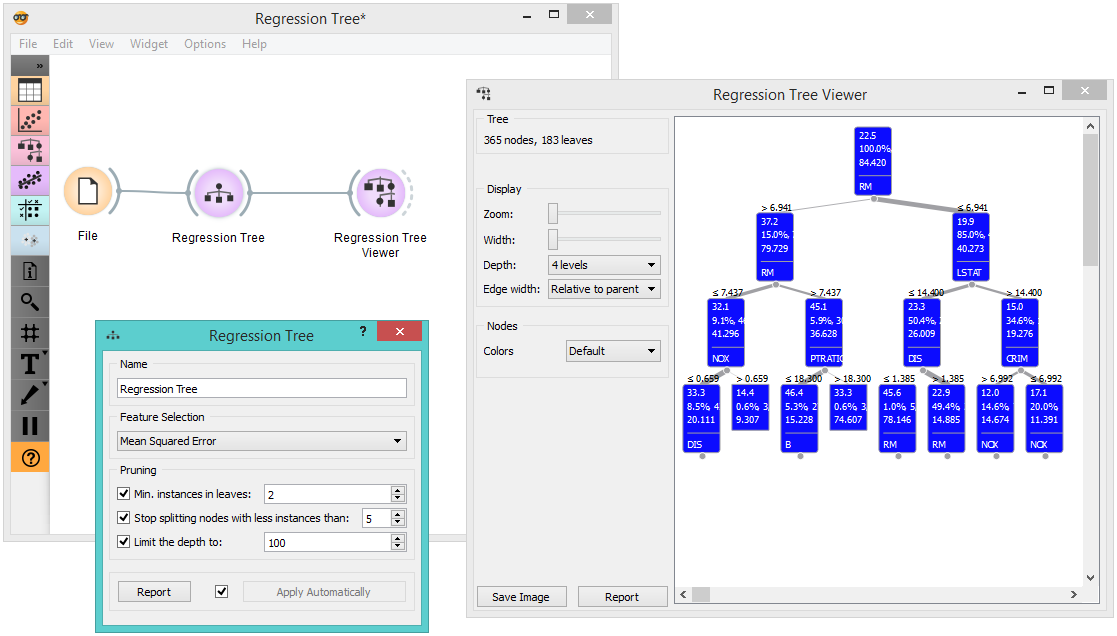 Regression Tree*
File Edit View Widget Options Help
»
File
Regression Tree
Regression Tree
Viewer
Regression Tree
?
Name
Regression Tree
Feature Selection
Mean Squared Error
Pruning
Min. instances in leaves: 2
Stop splitting nodes with less instances than: 5
Limit the depth to: 100
Report
Apply Automatically
Regression Tree Viewer
Tree
365 nodes, 183 leaves
Display
Zoom:
Width:
Depth: 4 levels
Edge width: Relative to parent
Nodes
Colors Default
Save Image Report
22.5
100.0%,
84.420
RM
> 6.941 ≤ 6.941
37.2
15.0%,
79.729
RM
19.9
85.0%,
40.273
LSTAT
≤ 7.437 > 7.437 ≤ 14.400 > 14.400
32.1
9.1%,
41.296
NOX
45.1
5.9%,
36.628
PTRATIO
23.3
50.4%,
26.009
DIS
15.0
34.6%,
19.276
CRIM
≤ 0.659 > 0.659 ≤ 18.300 > 18.300 ≤ 1.385 > 1.385 > 6.992 ≤ 6.992
33.3
8.5%,
20.111
DIS
14.4
0.6%,
9.307
46.4
5.3%,
15.228
B
33.3
0.6%,
74.607
45.6
1.0%,
78.146
RM
22.9
49.4%,
14.885
RM
12.0
14.6%,
14.674
NOX
17.1
20.0%,
11.391
NOX